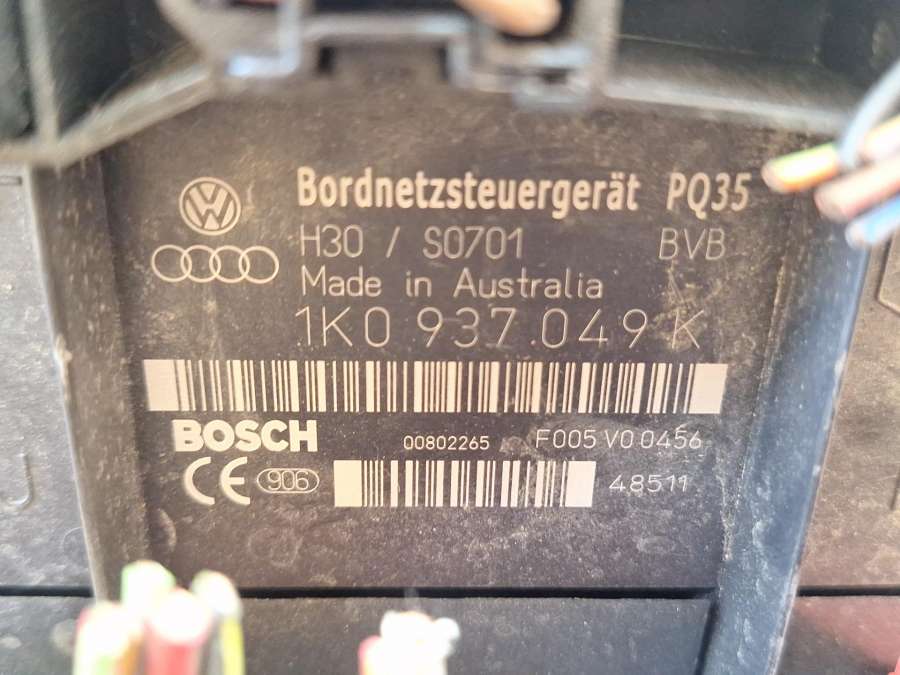 Bordnetzsteuergerät PQ35
H30 / S0701 BVB
Made in Australia
1K0 937 049 K
BOSCH 00802265 F005 V0 0456
CE 906 48511